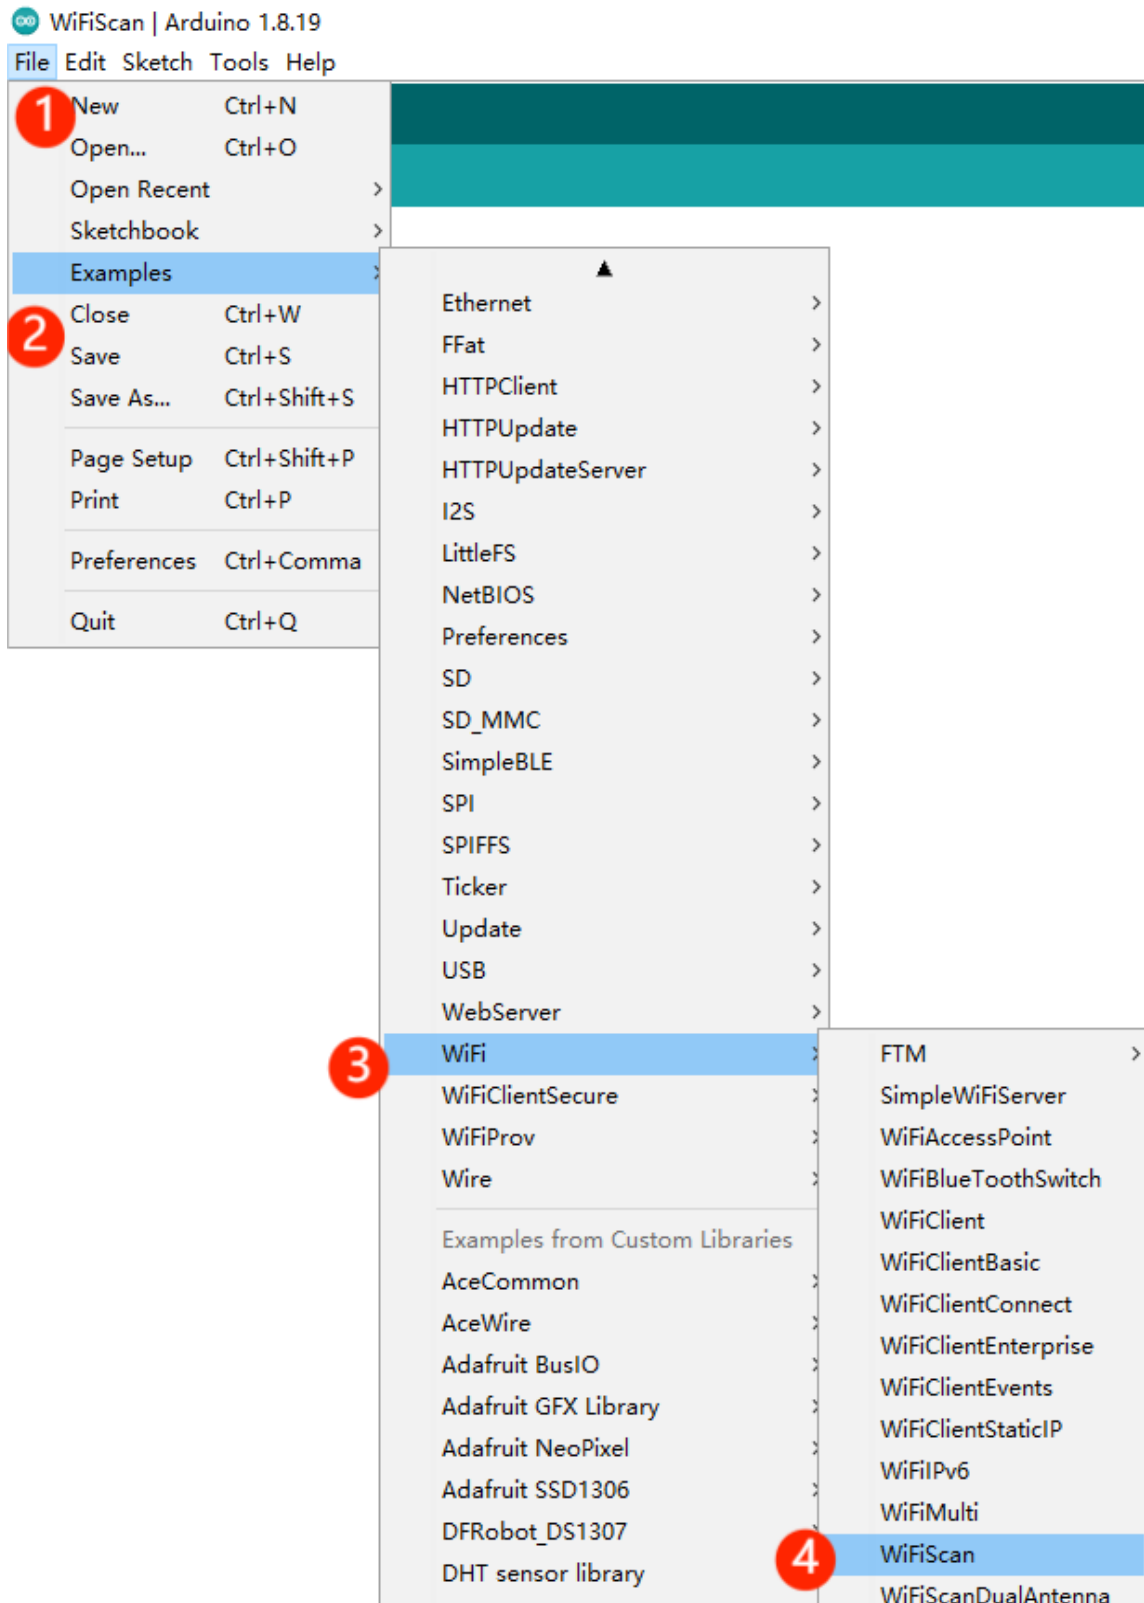 WiFiScan | Arduino 1.8.19
File Edit Sketch Tools Help
1
New Ctrl+N
Open... Ctrl+O
Open Recent
Sketchbook
Examples
2
Close Ctrl+W
Save Ctrl+S
Save As... Ctrl+Shift+S
Page Setup Ctrl+Shift+P
Print Ctrl+P
Preferences Ctrl+Comma
Quit Ctrl+Q
Ethernet
FFat
HTTPClient
HTTPUpdate
HTTPUpdateServer
I2S
LittleFS
NetBIOS
Preferences
SD
SD_MMC
SimpleBLE
SPI
SPIFFS
Ticker
Update
USB
WebServer
3
WiFi
WiFiClientSecure
WiFiProv
Wire
Examples from Custom Libraries
AceCommon
AceWire
Adafruit BusIO
Adafruit GFX Library
Adafruit NeoPixel
Adafruit SSD1306
DFRobot_DS1307
DHT sensor library
FTM
SimpleWiFiServer
WiFiAccessPoint
WiFiBlueToothSwitch
WiFiClient
WiFiClientBasic
WiFiClientConnect
WiFiClientEnterprise
WiFiClientEvents
WiFiClientStaticIP
WiFiIPv6
WiFiMulti
4
WiFiScan
WiFiScanDualAntenna